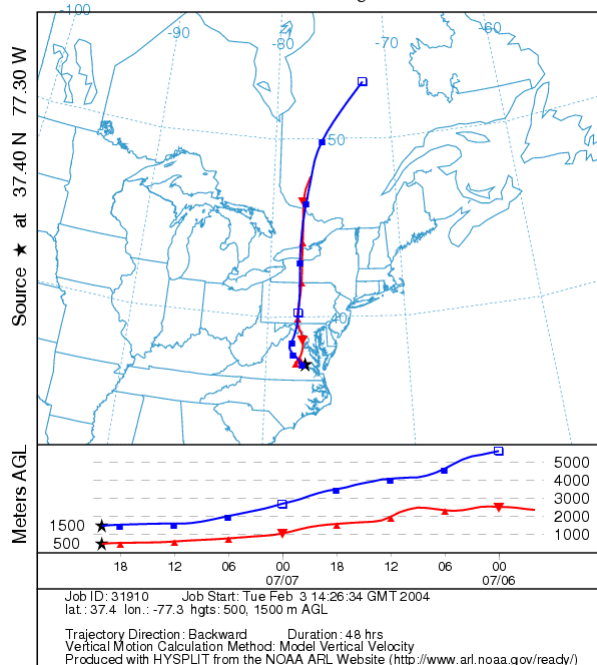 -100
-90
-80
-70
-60
50
40
Source ★ at 37.40 N 77.30 W
Meters AGL
5000
4000
3000
2000
1000
1500
500
18 12 06 00 18 12 06 00
07/07 07/06
Job ID: 31910 Job Start: Tue Feb 3 14:26:34 GMT 2004
lat.: 37.4 lon.: -77.3 hgts: 500, 1500 m AGL
Trajectory Direction: Backward Duration: 48 hrs
Vertical Motion Calculation Method: Model Vertical Velocity
Produced with HYSPLIT from the NOAA ARL Website (http://www.arl.noaa.gov/ready/)